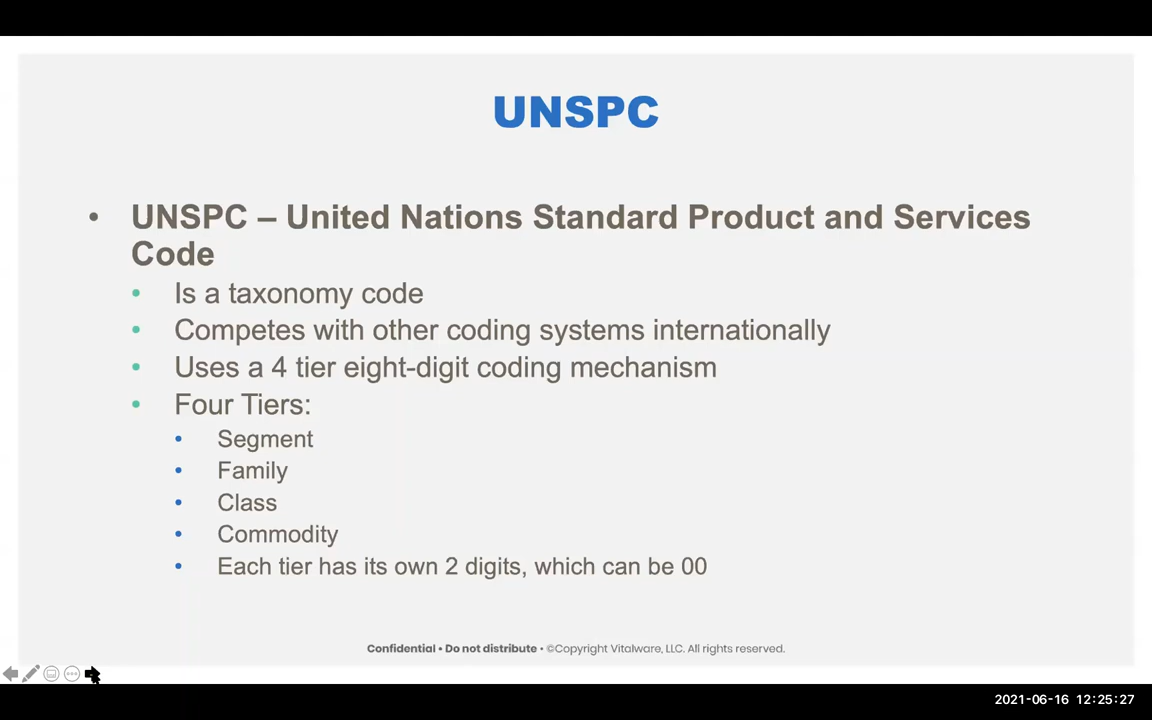 UNSPC
• UNSPC – United Nations Standard Product and Services
Code
• Is a taxonomy code
• Competes with other coding systems internationally
• Uses a 4 tier eight-digit coding mechanism
• Four Tiers:
• Segment
• Family
• Class
• Commodity
• Each tier has its own 2 digits, which can be 00
Confidential • Do not distribute • ©Copyright Vitalware, LLC. All rights reserved.
2021-06-16 12:25:27